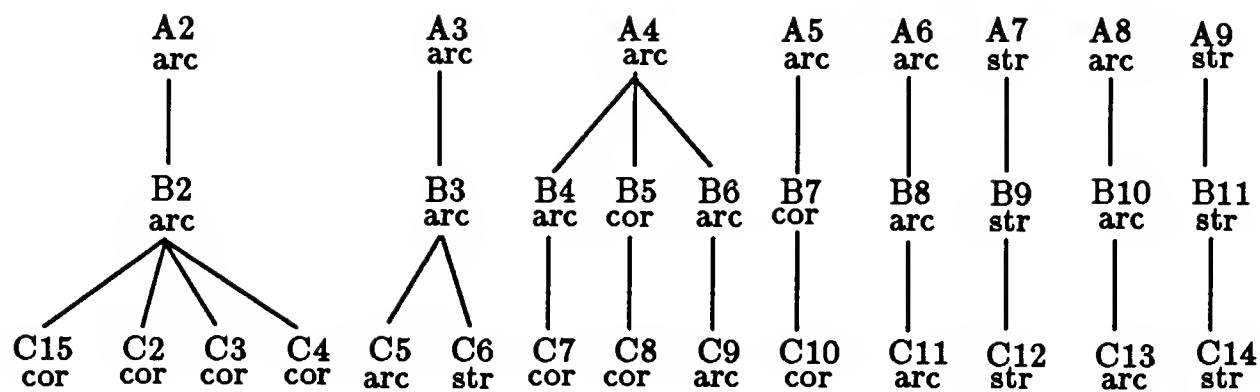 A2 A3 A4 A5 A6 A7 A8 A9
arc arc arc arc arc str arc str
B2 B3 B4 B5 B6 B7 B8 B9 B10 B11
arc arc arc cor arc cor arc str arc str
C15 C2 C3 C4 C5 C6 C7 C8 C9 C10 C11 C12 C13 C14
cor cor cor cor arc str cor cor arc cor arc str arc str